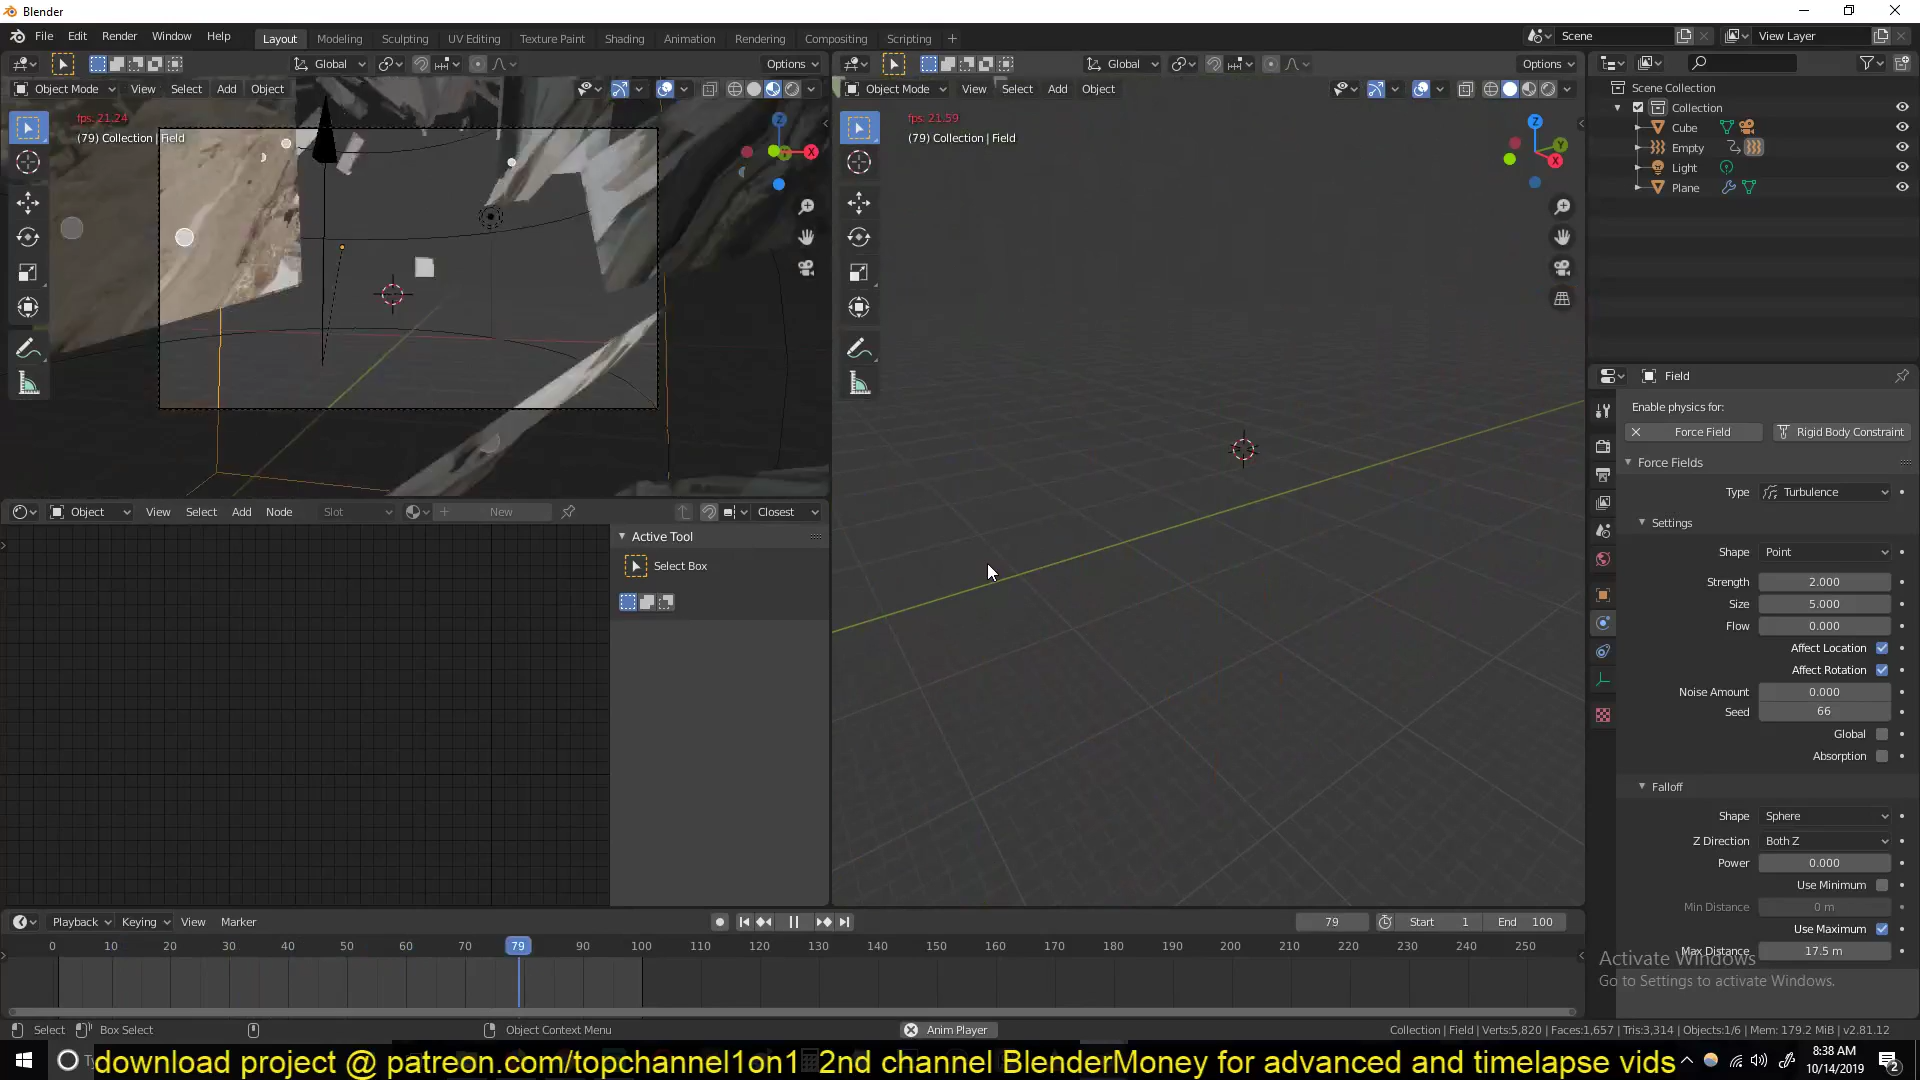 Blender
File Edit Render Window Help
Layout Modeling Sculpting UV Editing Texture Paint Shading Animation Rendering Compositing Scripting
Scene
View Layer
Global
Options
Global
Options
Object Mode View Select Add Object
Object Mode View Select Add Object
fps: 21.24
(79) Collection | Field
fps: 21.59
(79) Collection | Field
Z
X
Z
Y
X
Scene Collection
Collection
Cube
Empty
Light
Plane
Field
Enable physics for:
Force Field
Rigid Body Constraint
Force Fields
Type Turbulence
Settings
Shape Point
Strength 2.000
Size 5.000
Flow 0.000
Affect Location
Affect Rotation
Noise Amount 0.000
Seed 66
Global
Absorption
Falloff
Shape Sphere
Z Direction Both Z
Power 0.000
Use Minimum
Min Distance 0 m
Use Maximum
Max Distance 17.5 m
Activate Windows
Go to Settings to activate Windows.
Object View Select Add Node Slot New Closest
Active Tool
Select Box
Playback Keying View Marker
79 Start 1 End 100
0 10 20 30 40 50 60 70 79 90 100 110 120 130 140 150 160 170 180 190 200 210 220 230 240 250
Select Box Select Object Context Menu Anim Player
Collection | Field | Verts:5,820 | Faces:1,657 | Tris:3,314 | Objects:1/6 | Mem: 179.2 MiB | v2.81.12
download project @ patreon.com/topchannel1on1 2nd channel BlenderMoney for advanced and timelapse vids
8:38 AM
10/14/2019
2